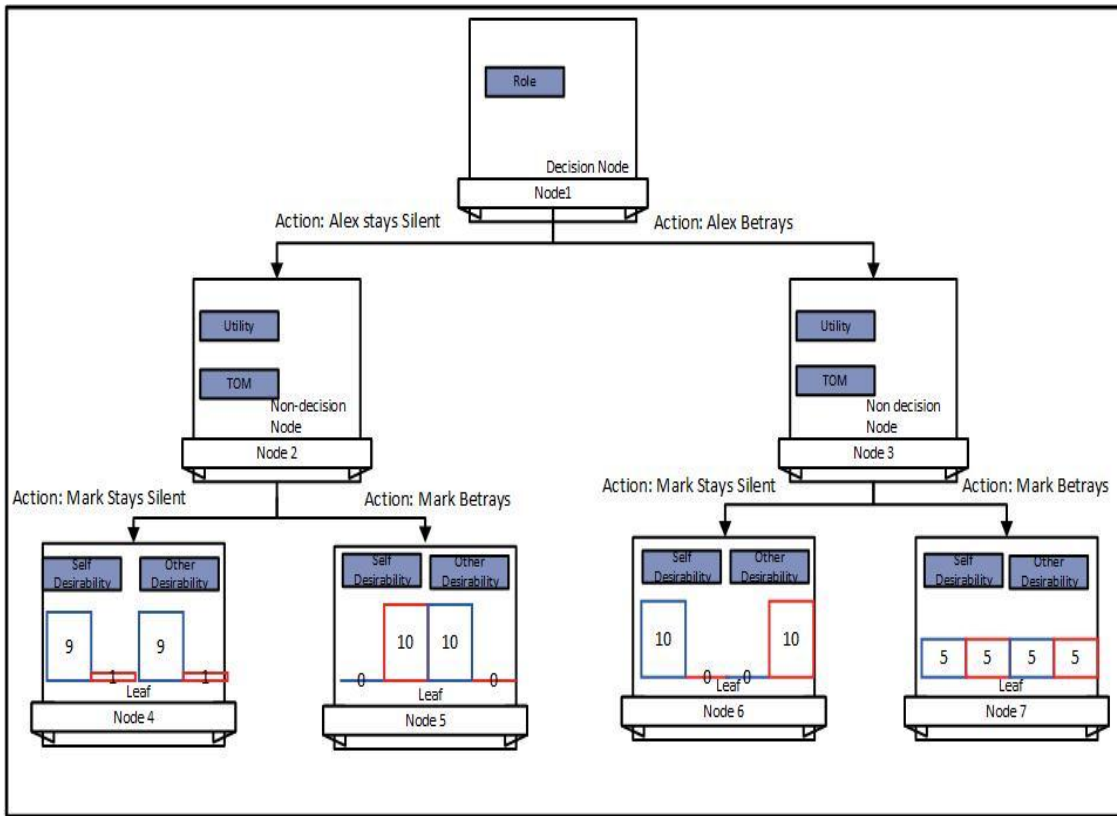 Role
Decision Node
Node1
Action: Alex stays Silent
Action: Alex Betrays
Utility
TOM
Non-decision
Node
Node 2
Utility
TOM
Non decision
Node
Node 3
Action: Mark Stays Silent
Action: Mark Betrays
Action: Mark Stays Silent
Action: Mark Betrays
Self
Desirability
Other
Desirability
9
1
9
1
Leaf
Node 4
Self
Desirability
Other
Desirability
0
10
10
0
Leaf
Node 5
Self
Desirability
Other
Desirability
10
0
0
10
Leaf
Node 6
Self
Desirability
Other
Desirability
5
5
5
5
Leaf
Node 7